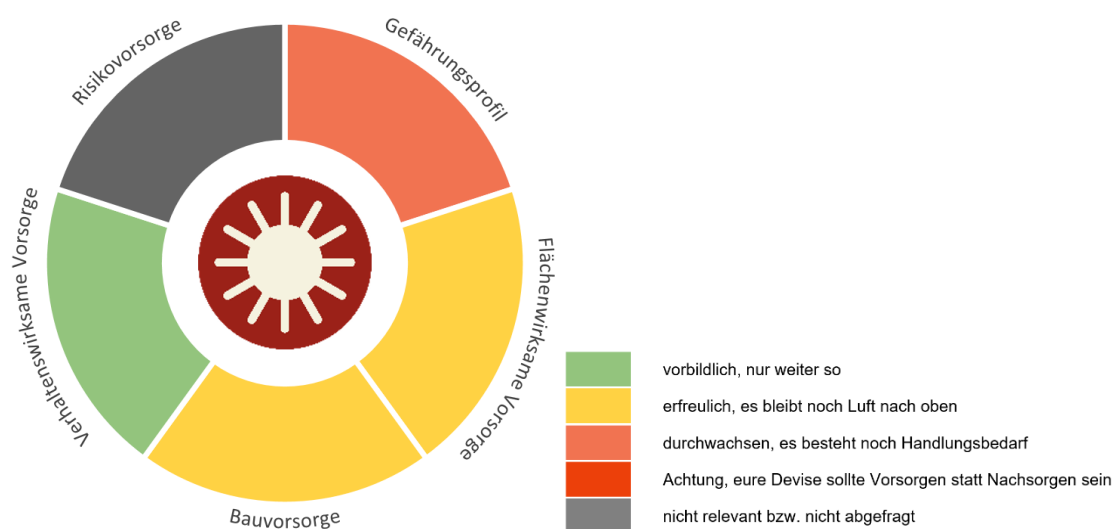 Risikovorsorge
Gefährungsprofil
Verhaltenswirksame Vorsorge
Flächenwirksame Vorsorge
Bauvorsorge
vorbildlich, nur weiter so
erfreulich, es bleibt noch Luft nach oben
durchwachsen, es besteht noch Handlungsbedarf
Achtung, eure Devise sollte Vorsorgen statt Nachsorgen sein
nicht relevant bzw. nicht abgefragt